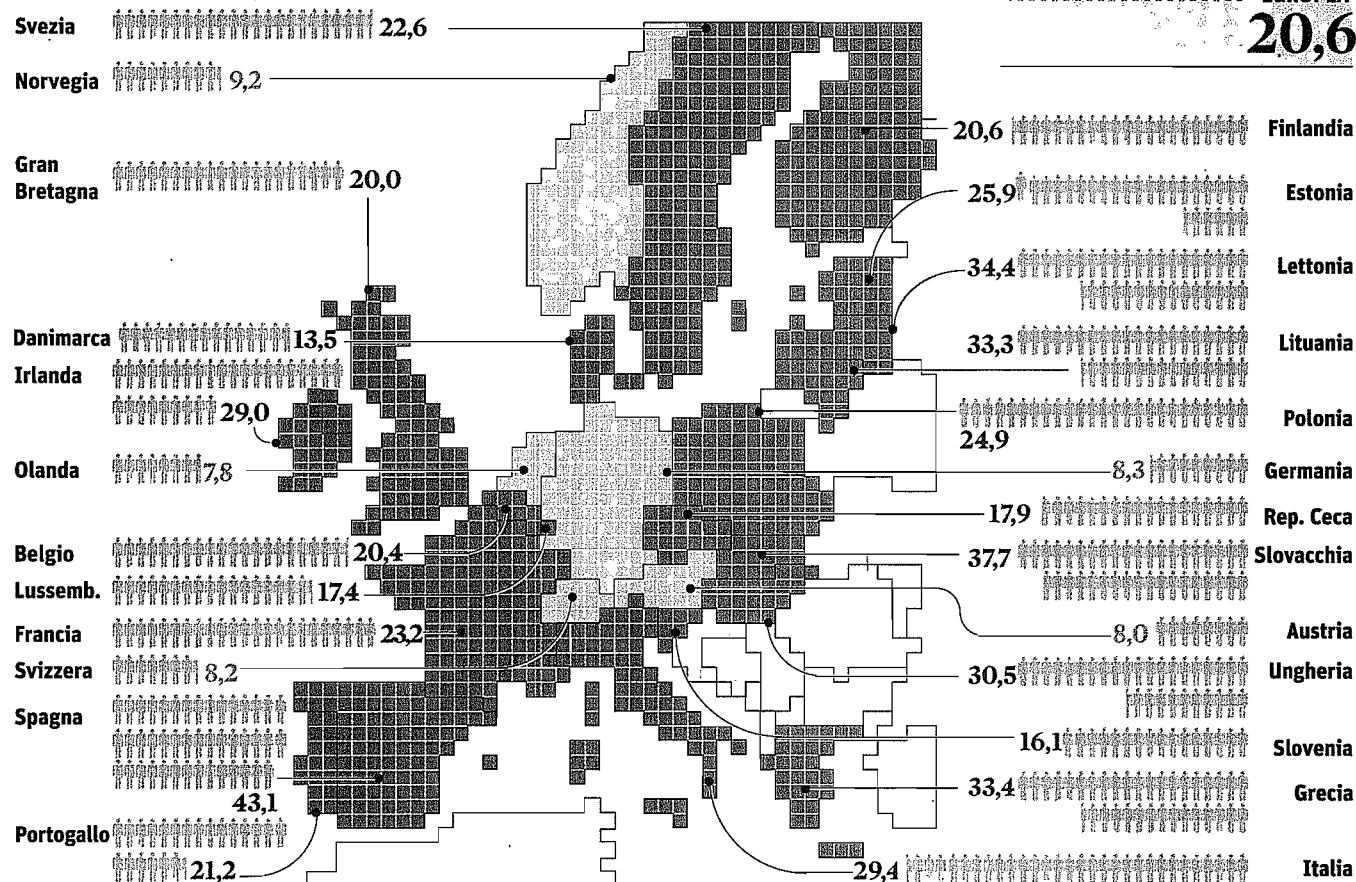 Svezia
22,6
Norvegia
9,2
Gran
Bretagna
20,0
Danimarca
13,5
Irlanda
29,0
Olanda
7,8
Belgio
20,4
Lussemb.
17,4
Francia
23,2
Svizzera
8,2
Spagna
43,1
Portogallo
21,2
20,6
20,6
Finlandia
25,9
Estonia
34,4
Lettonia
33,3
Lituania
Polonia
24,9
8,3
Germania
17,9
Rep. Ceca
37,7
Slovacchia
8,0
Austria
30,5
Ungheria
16,1
Slovenia
33,4
Grecia
29,4
Italia